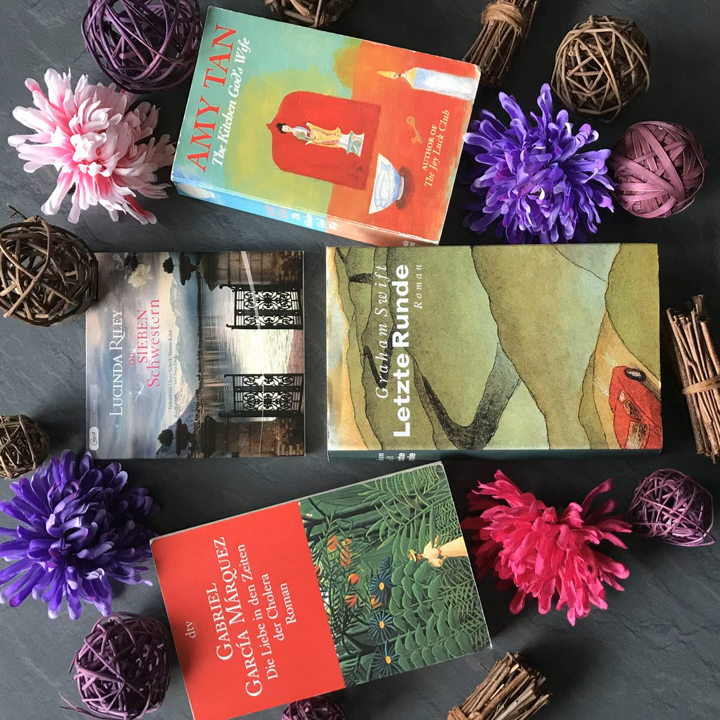 AMY TAN
The Kitchen God's Wife
AUTHOR OF
The Joy Luck Club
LUCINDA RILEY
DIE
SIEBEN
Schwestern
Graham Swift
Letzte Runde
Roman
dtv
GABRIEL
GARCÍA MÁRQUEZ
Die Liebe in den Zeiten
der Cholera
Roman